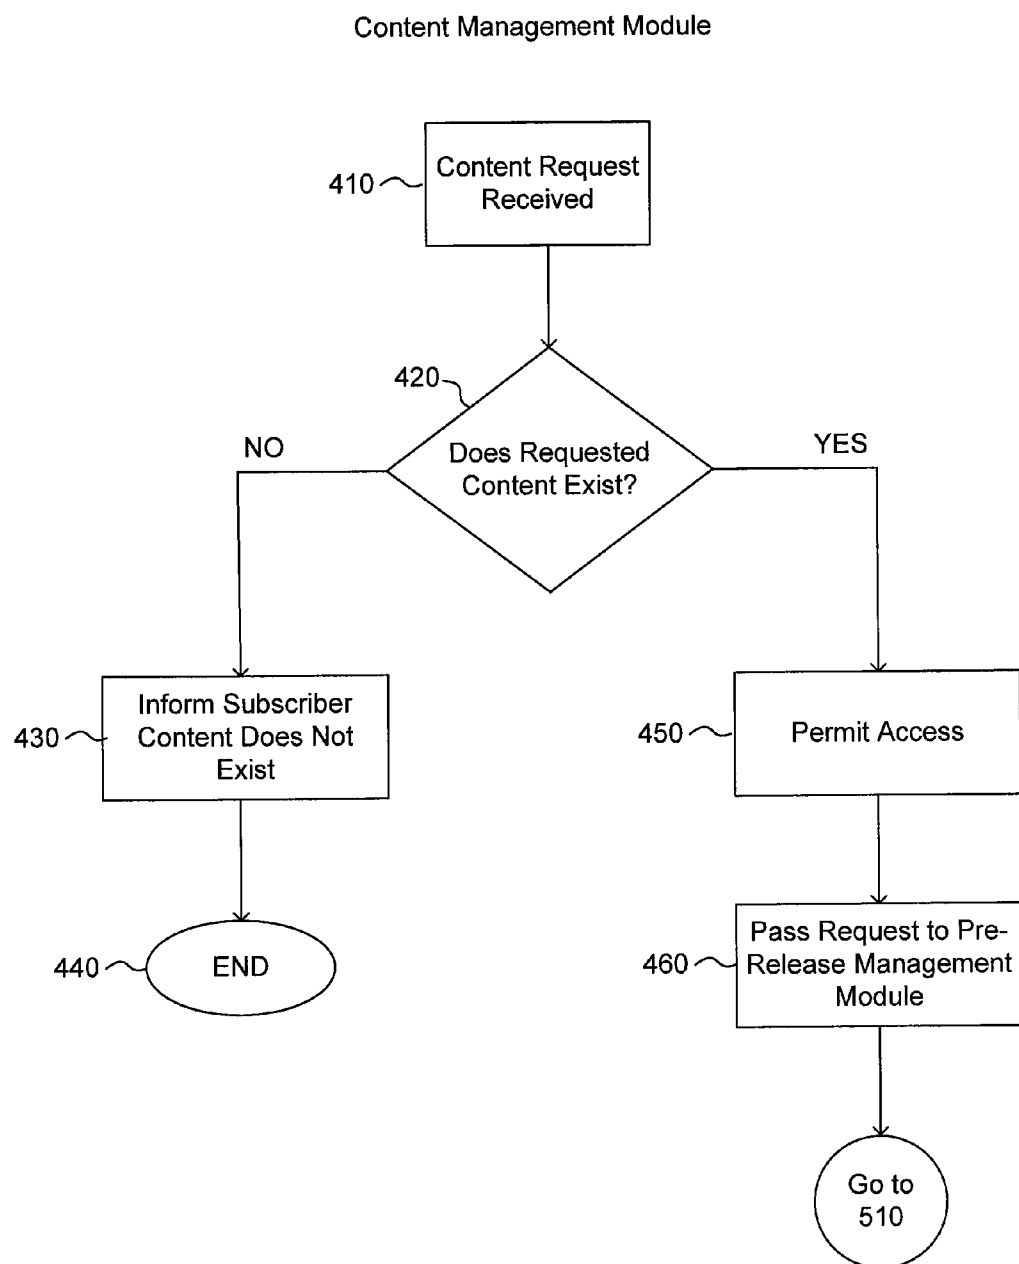 Content Management Module
410
Content Request
Received
420
Does Requested
Content Exist?
NO
YES
430
Inform Subscriber
Content Does Not
Exist
450
Permit Access
440
END
460
Pass Request to Pre-
Release Management
Module
Go to
510